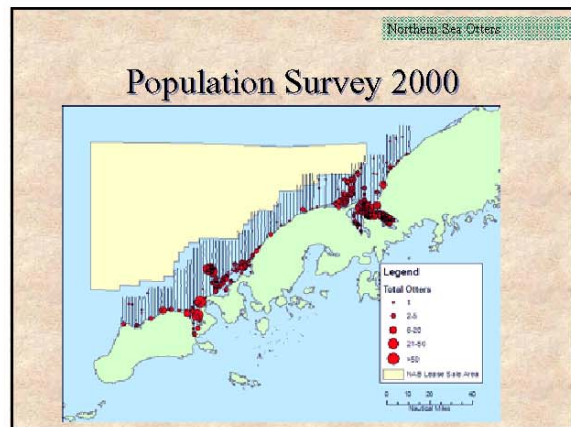 Northern Sea Otters
Population Survey 2000
Legend
Total Otters
1
2-5
6-20
21-50
>50
NAB Lease Sale Area
0 10 20 40
Nautical Miles